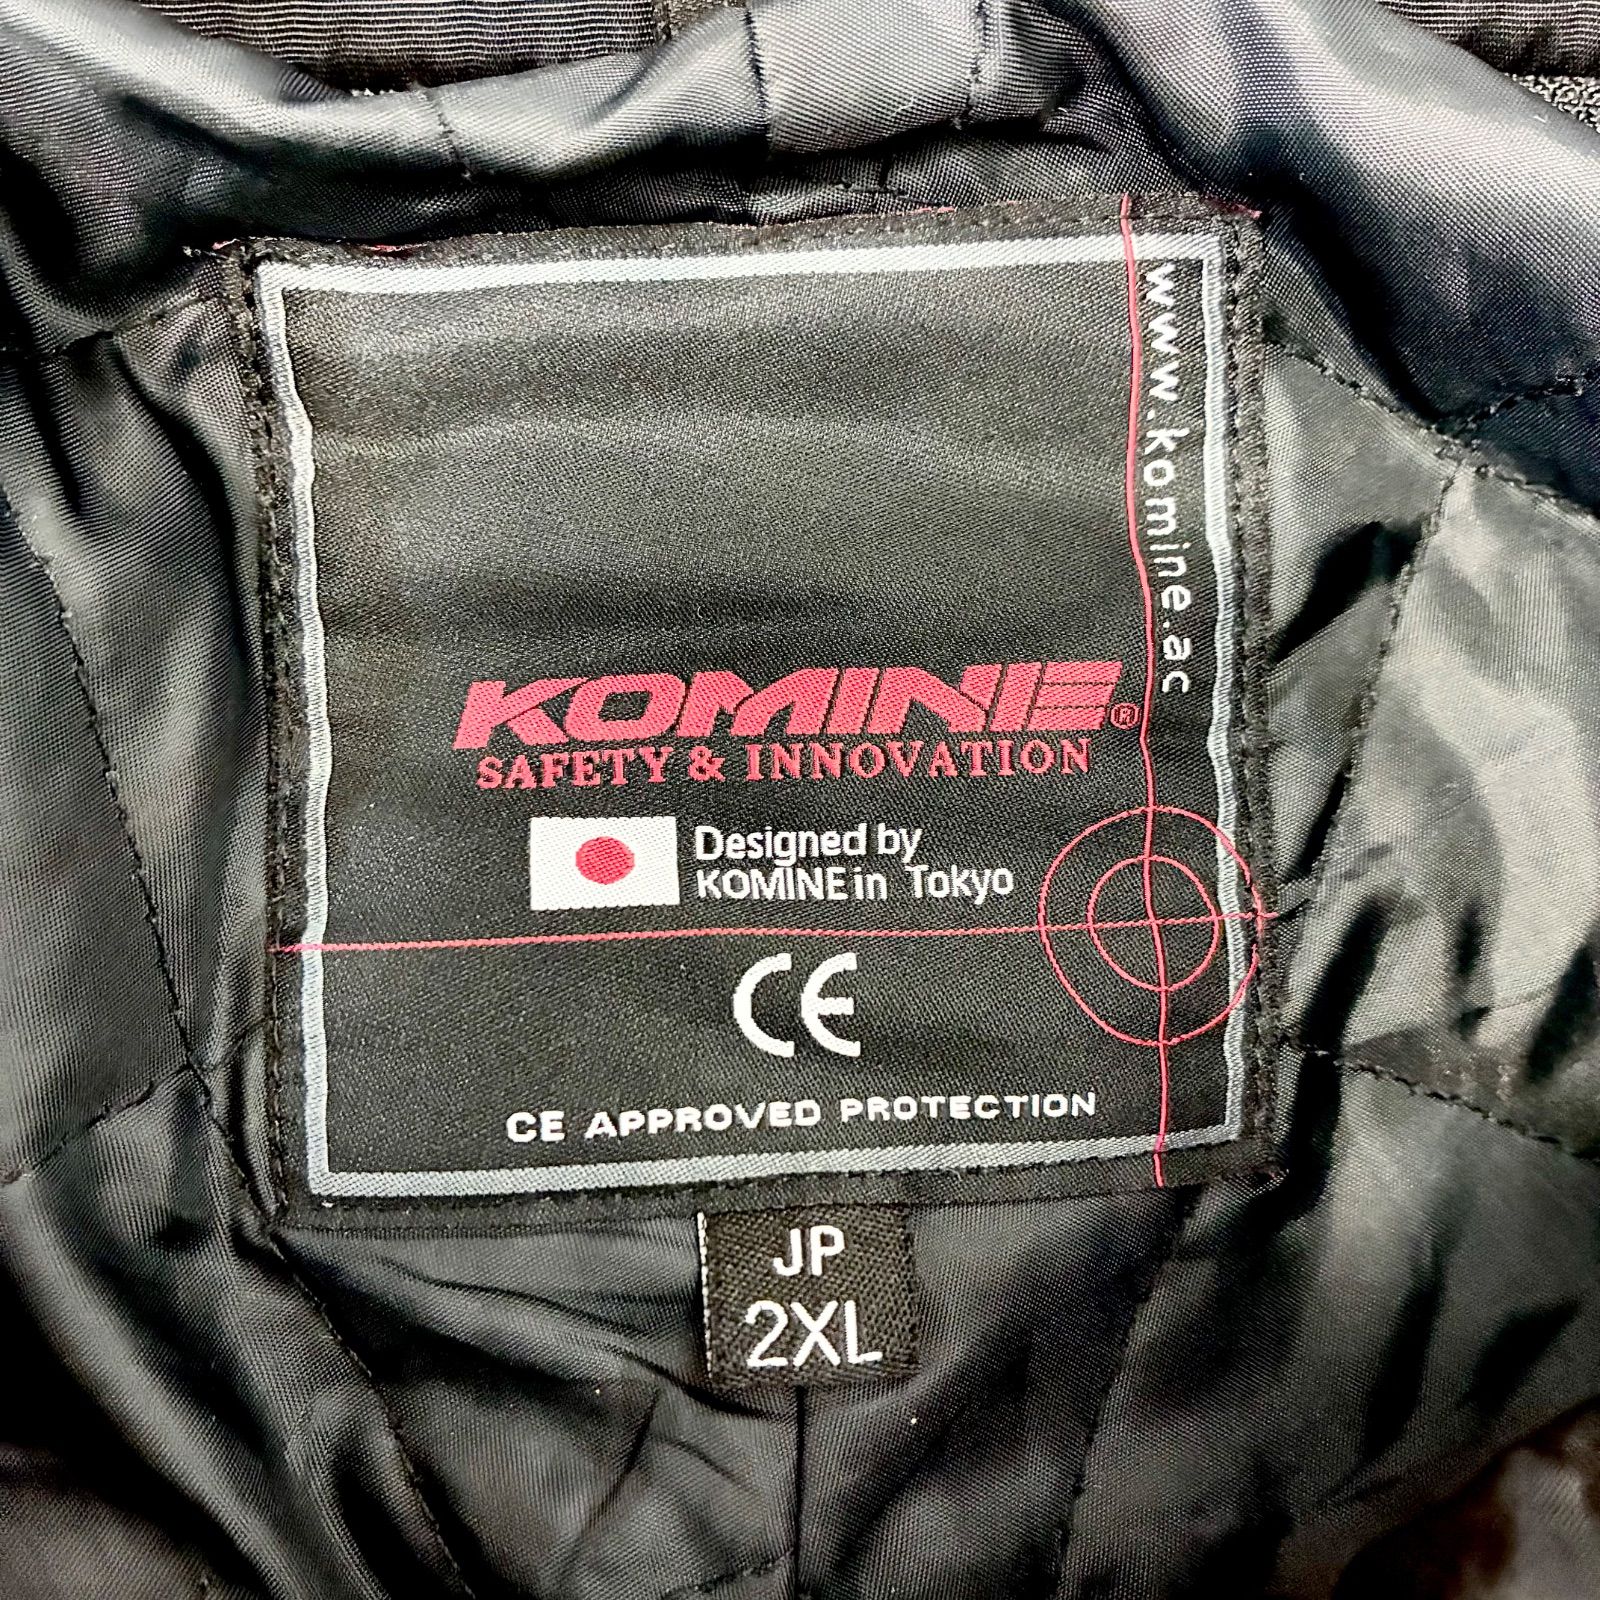 www.komine.ac
KOMINE®
SAFETY & INNOVATION
Designed by
KOMINE in Tokyo
CE
CE APPROVED PROTECTION
JP
2XL